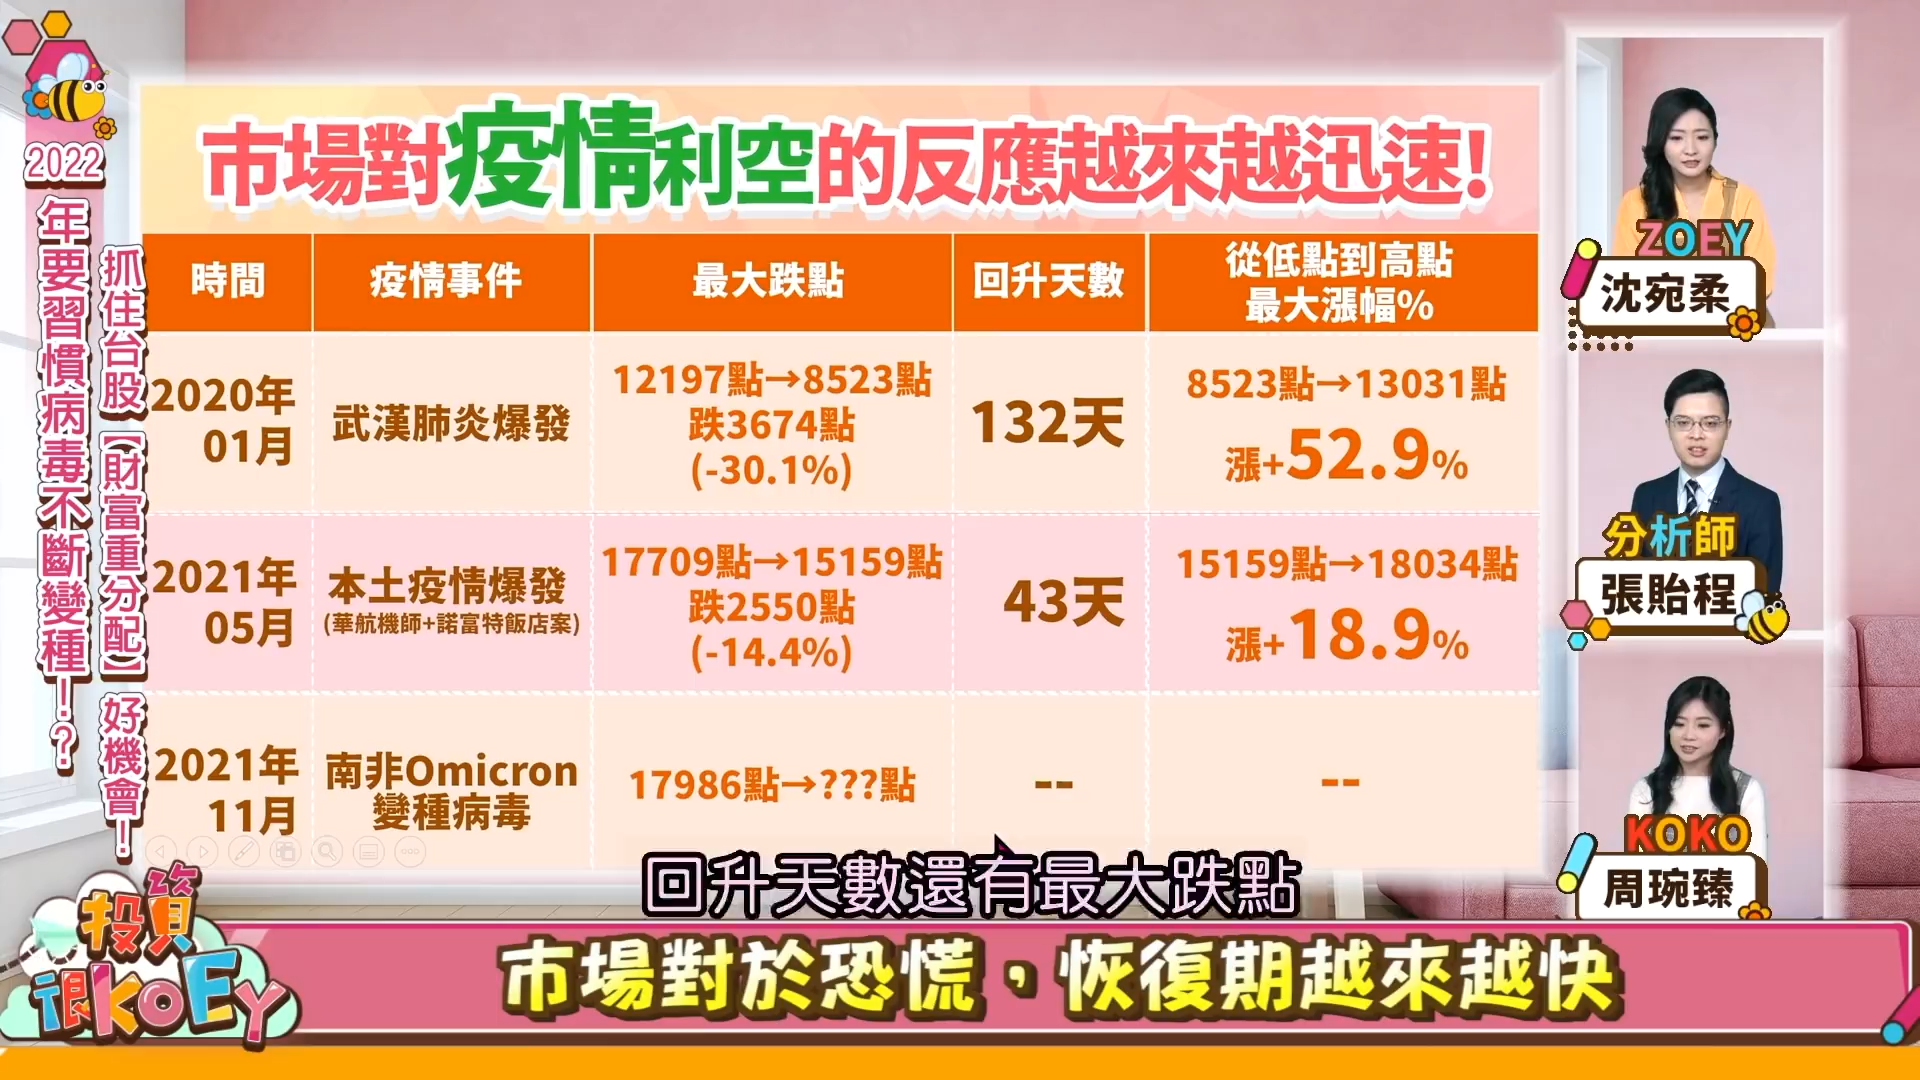 2022
年要習慣病毒不斷變種！？
抓住台股【財富重分配】好機會！
市場對疫情利空的反應越來越迅速！
時間
疫情事件
最大跌點
回升天數
從低點到高點
最大漲幅%
2020年
01月
武漢肺炎爆發
12197點→8523點
跌3674點
(-30.1%)
132天
8523點→13031點
漲+52.9%
2021年
05月
本土疫情爆發
(華航機師+諾富特飯店案)
17709點→15159點
跌2550點
(-14.4%)
43天
15159點→18034點
漲+18.9%
2021年
11月
南非Omicron
變種病毒
17986點→???點
--
--
ZOEY
沈宛柔
分析師
張貽程
KOKO
周琬臻
回升天數還有最大跌點
投資
很KOEY
市場對於恐慌，恢復期越來越快